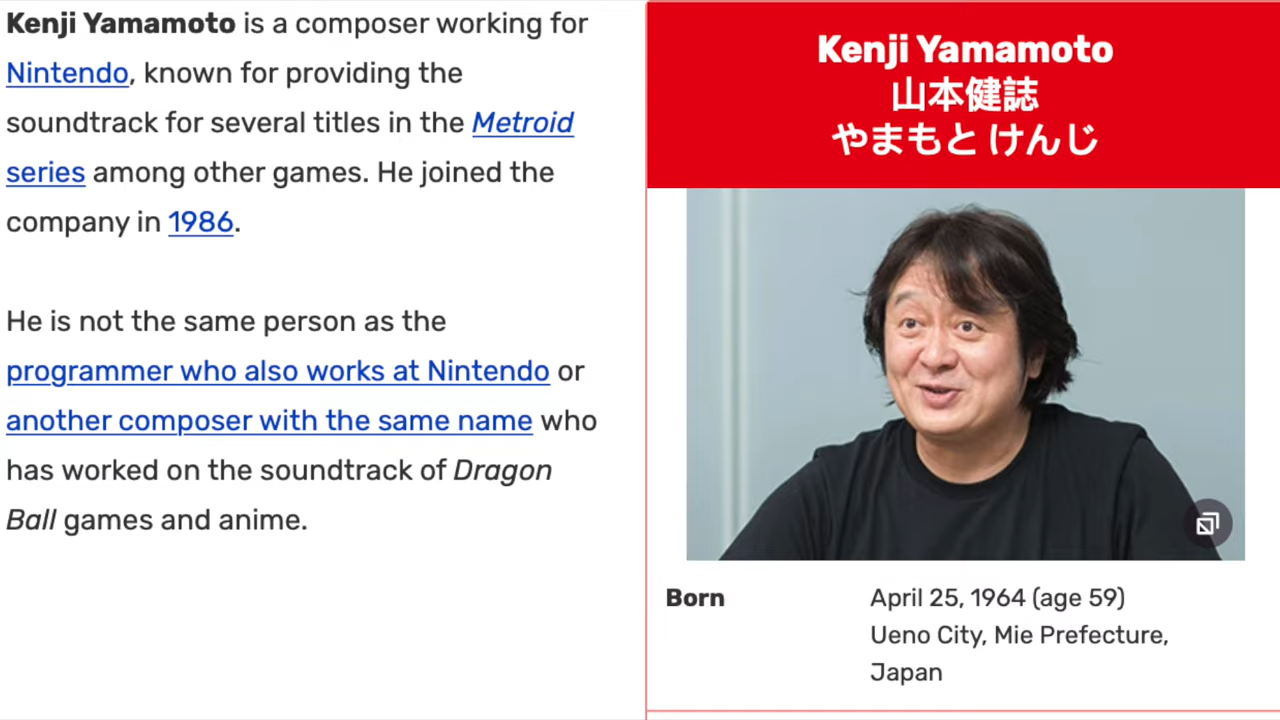 Kenji Yamamoto is a composer working for
Nintendo, known for providing the
soundtrack for several titles in the Metroid
series among other games. He joined the
company in 1986.
He is not the same person as the
programmer who also works at Nintendo or
another composer with the same name who
has worked on the soundtrack of Dragon
Ball games and anime.
Kenji Yamamoto
山本健誌
やまもと けんじ
Born
April 25, 1964 (age 59)
Ueno City, Mie Prefecture,
Japan